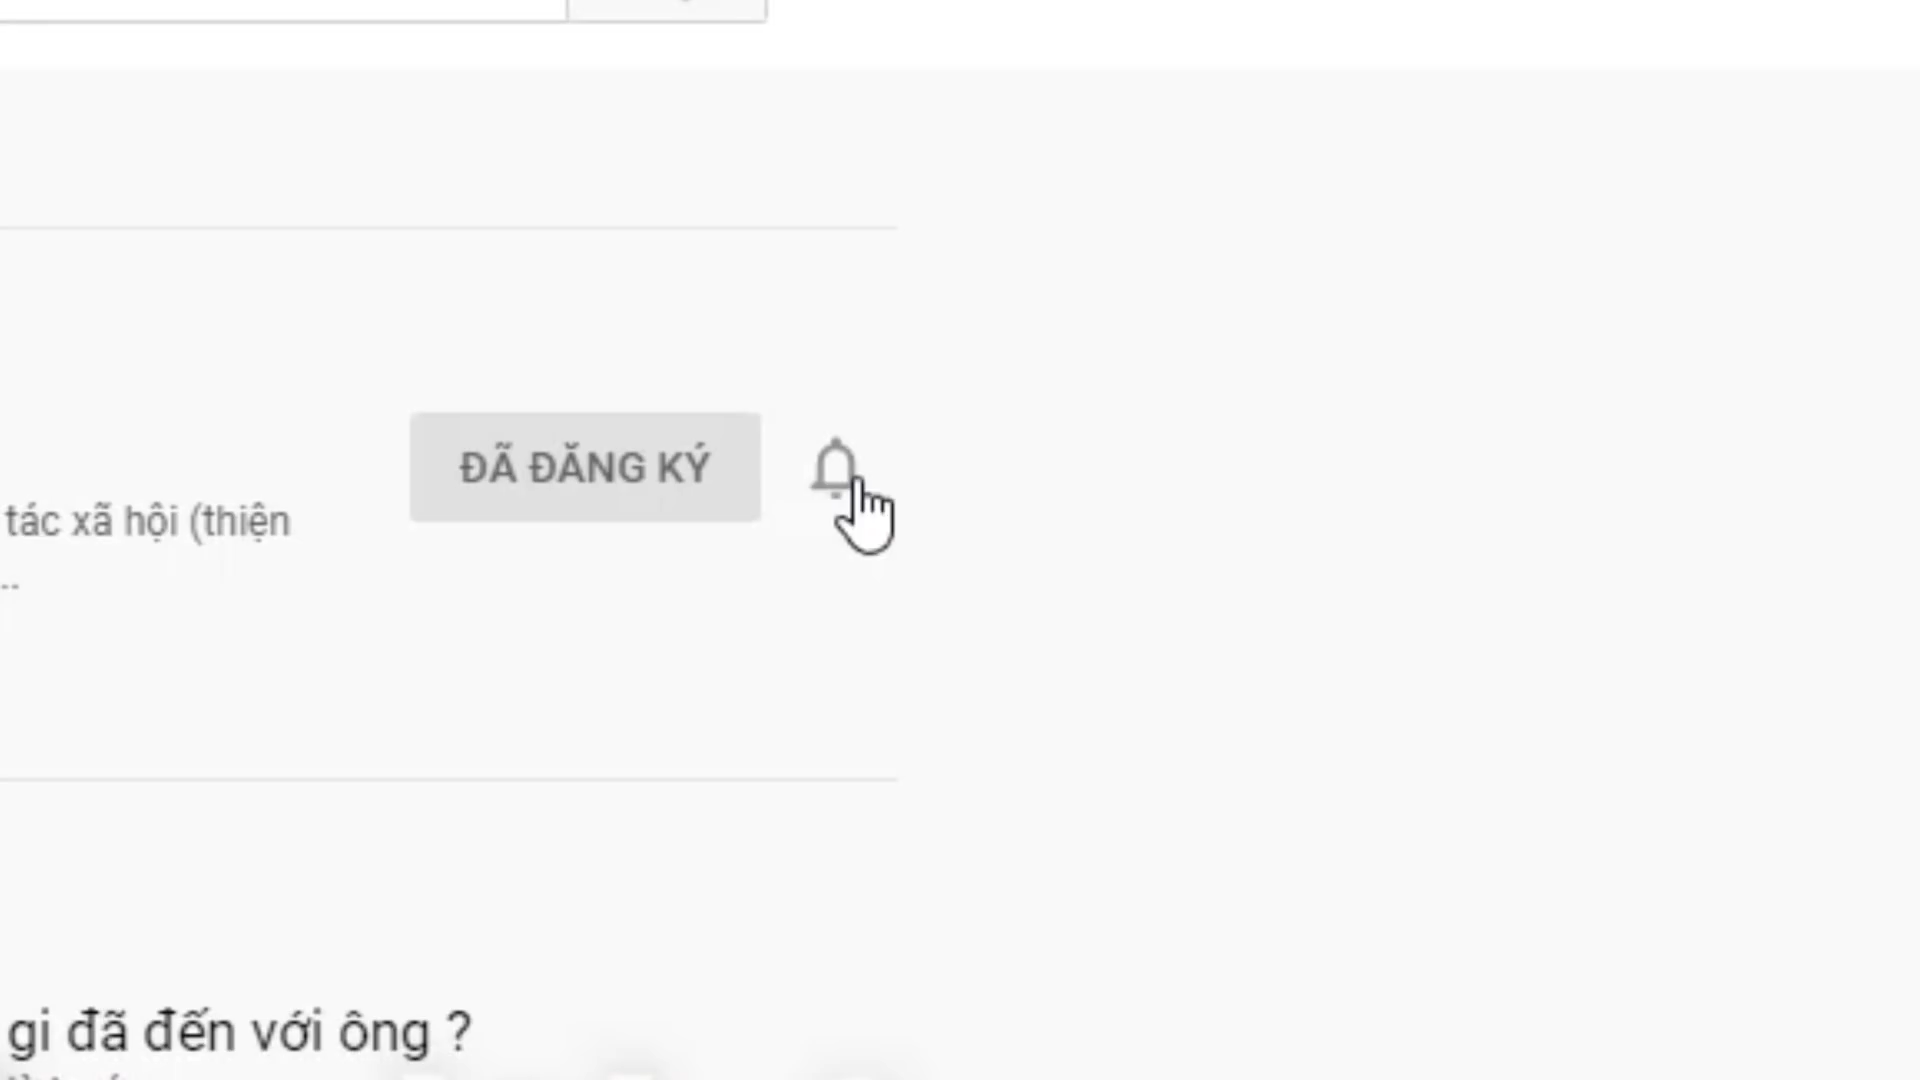 ĐÃ ĐĂNG KÝ
tác xã hội (thiện
...
gi đã đến với ông ?